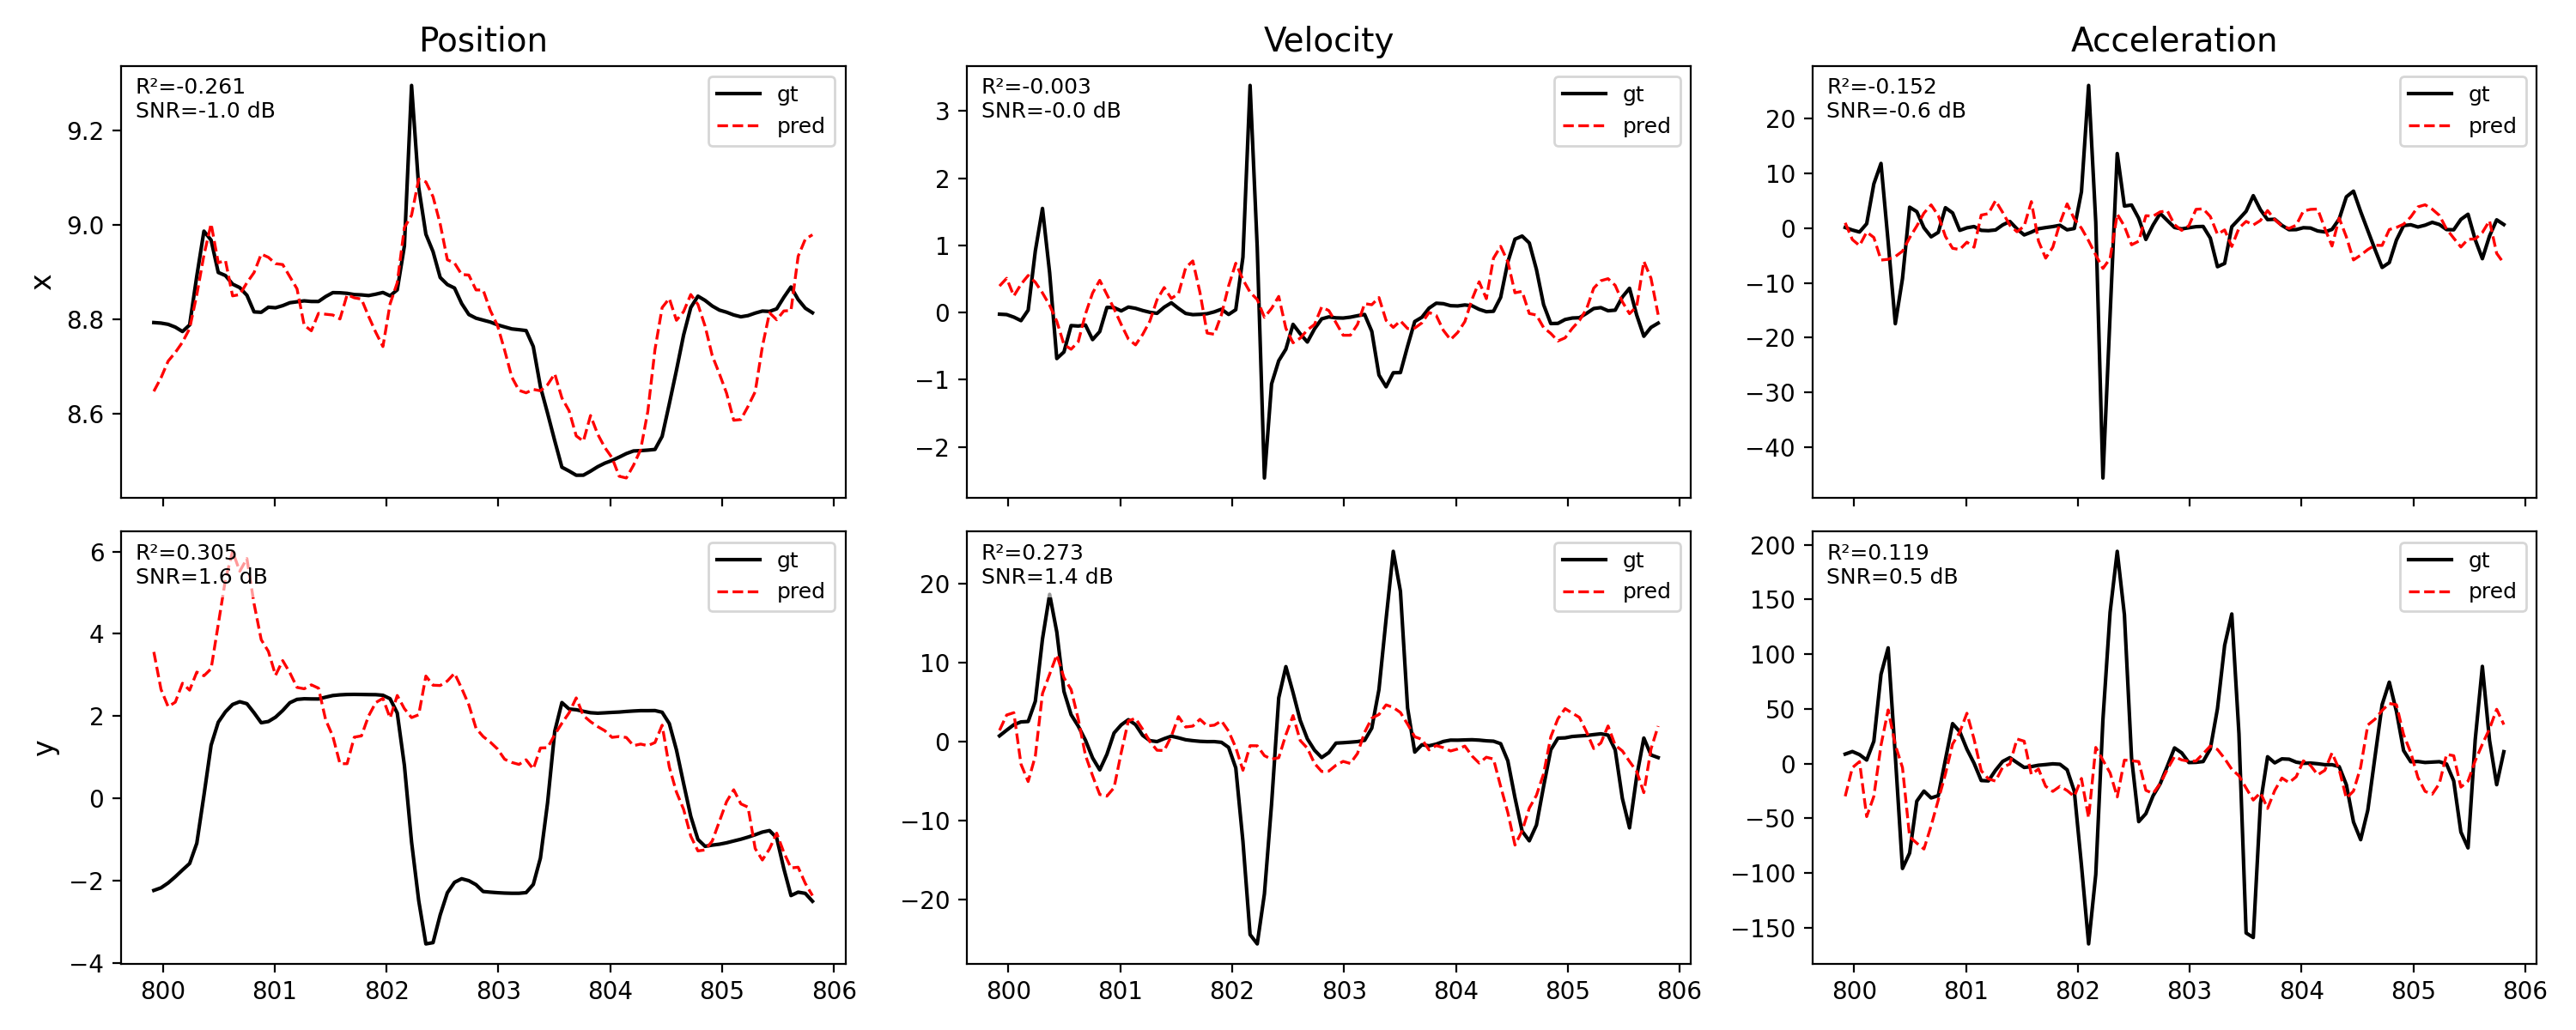 Position
Velocity
Acceleration
R²=-0.261
SNR=-1.0 dB
gt
pred
9.2
9.0
8.8
8.6
x
R²=-0.003
SNR=-0.0 dB
gt
pred
3
2
1
0
−1
−2
R²=-0.152
SNR=-0.6 dB
gt
pred
20
10
0
−10
−20
−30
−40
R²=0.305
SNR=1.6 dB
gt
pred
6
4
2
0
−2
−4
y
800 801 802 803 804 805 806
R²=0.273
SNR=1.4 dB
gt
pred
20
10
0
−10
−20
800 801 802 803 804 805 806
R²=0.119
SNR=0.5 dB
gt
pred
200
150
100
50
0
−50
−100
−150
800 801 802 803 804 805 806